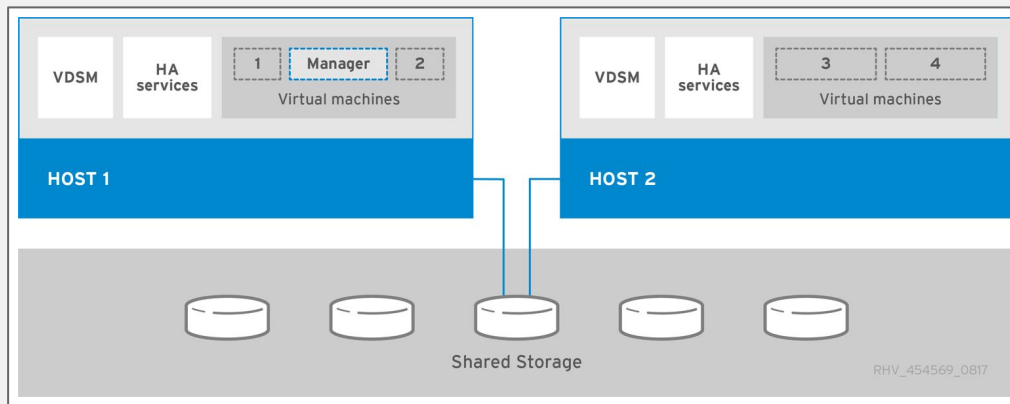 VDSM
HA
services
1
Manager
2
Virtual machines
HOST 1
VDSM
HA
services
3
4
Virtual machines
HOST 2
Shared Storage
RHV_454569_0817